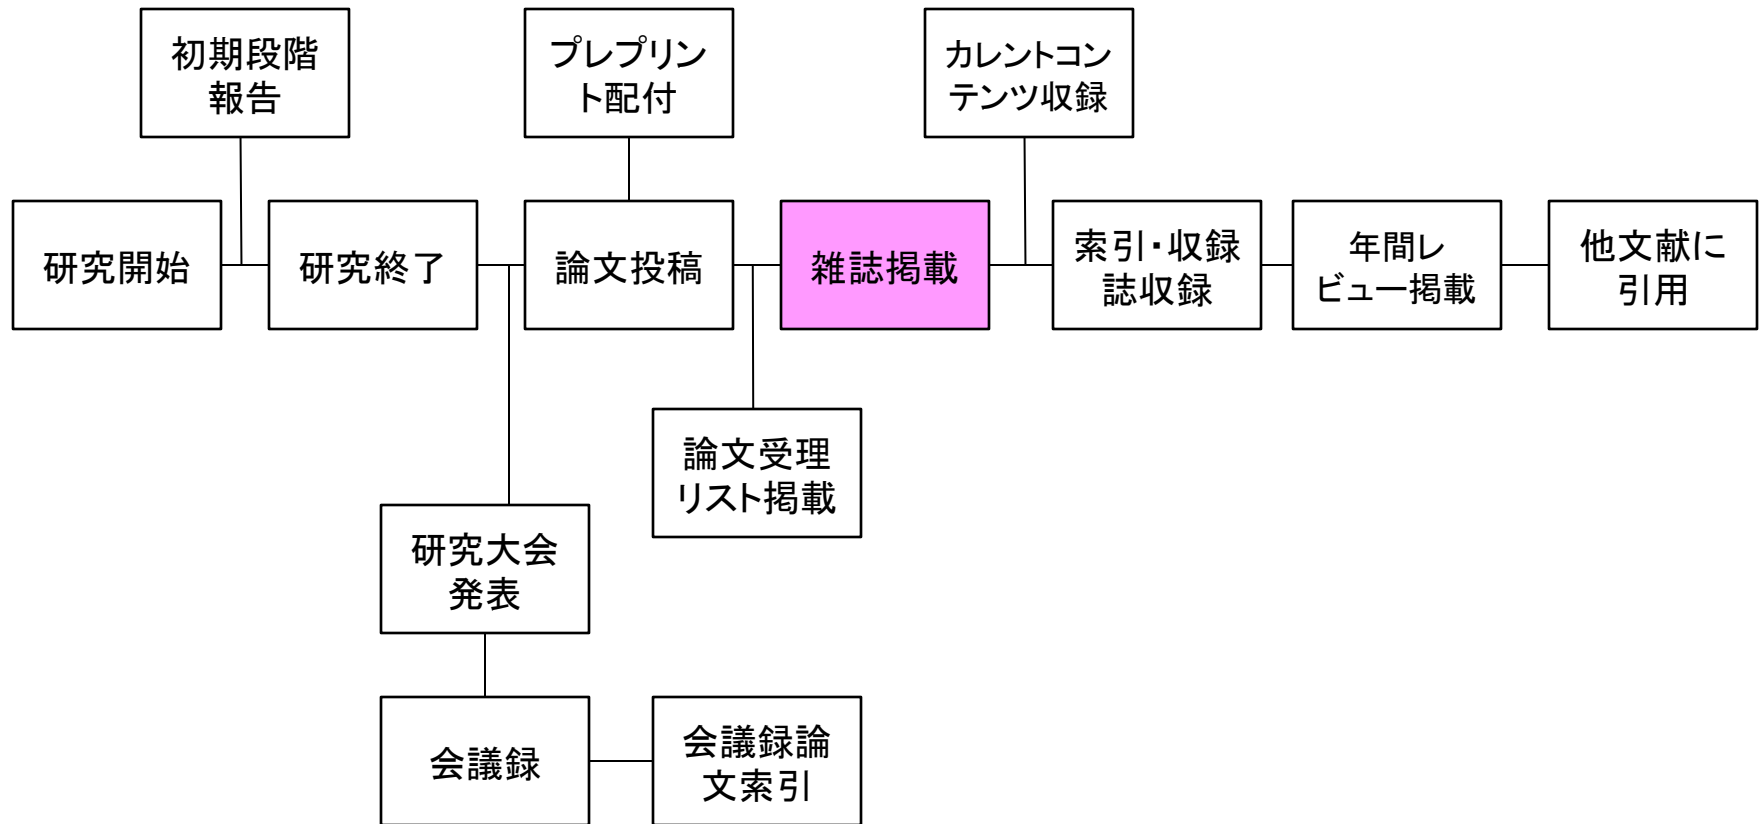 初期段階
報告
プレプリン
ト配付
カレントコン
テンツ収録
研究開始
研究終了
論文投稿
雑誌掲載
索引・収録
誌収録
年間レ
ビュー掲載
他文献に
引用
論文受理
リスト掲載
研究大会
発表
会議録
会議録論
文索引